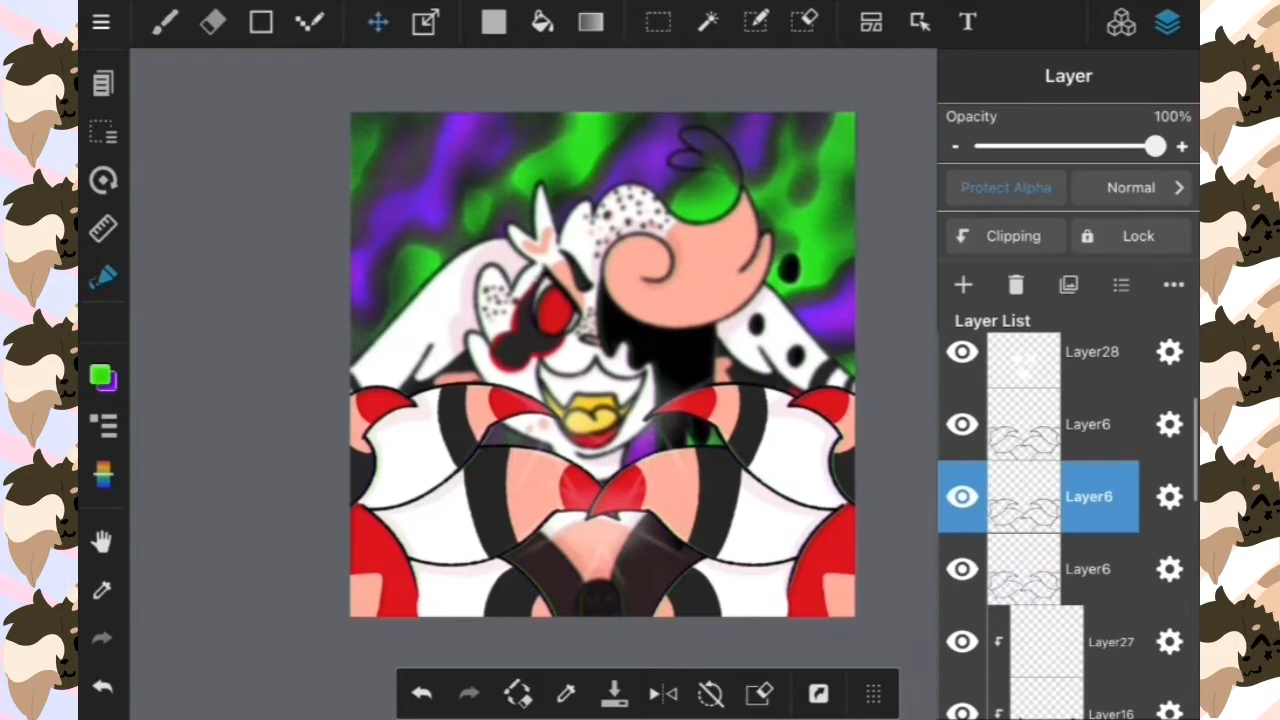 T
Layer
Opacity
100%
- +
Protect Alpha
Normal
Clipping
Lock
Layer List
Layer28
Layer6
Layer6
Layer6
Layer27
Layer16